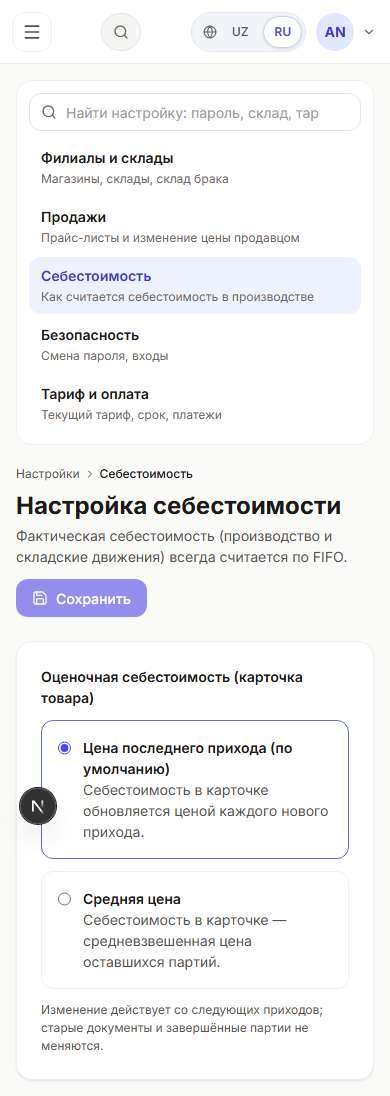 UZ
RU
AN
Найти настройку: пароль, склад, тар
Филиалы и склады
Магазины, склады, склад брака
Продажи
Прайс-листы и изменение цены продавцом
Себестоимость
Как считается себестоимость в производстве
Безопасность
Смена пароля, входы
Тариф и оплата
Текущий тариф, срок, платежи
Настройки > Себестоимость
Настройка себестоимости
Фактическая себестоимость (производство и
складские движения) всегда считается по FIFO.
Сохранить
Оценочная себестоимость (карточка
товара)
Цена последнего прихода (по
умолчанию)
Себестоимость в карточке
обновляется ценой каждого нового
прихода.
N
Средняя цена
Себестоимость в карточке —
средневзвешенная цена
оставшихся партий.
Изменение действует со следующих приходов;
старые документы и завершённые партии не
меняются.